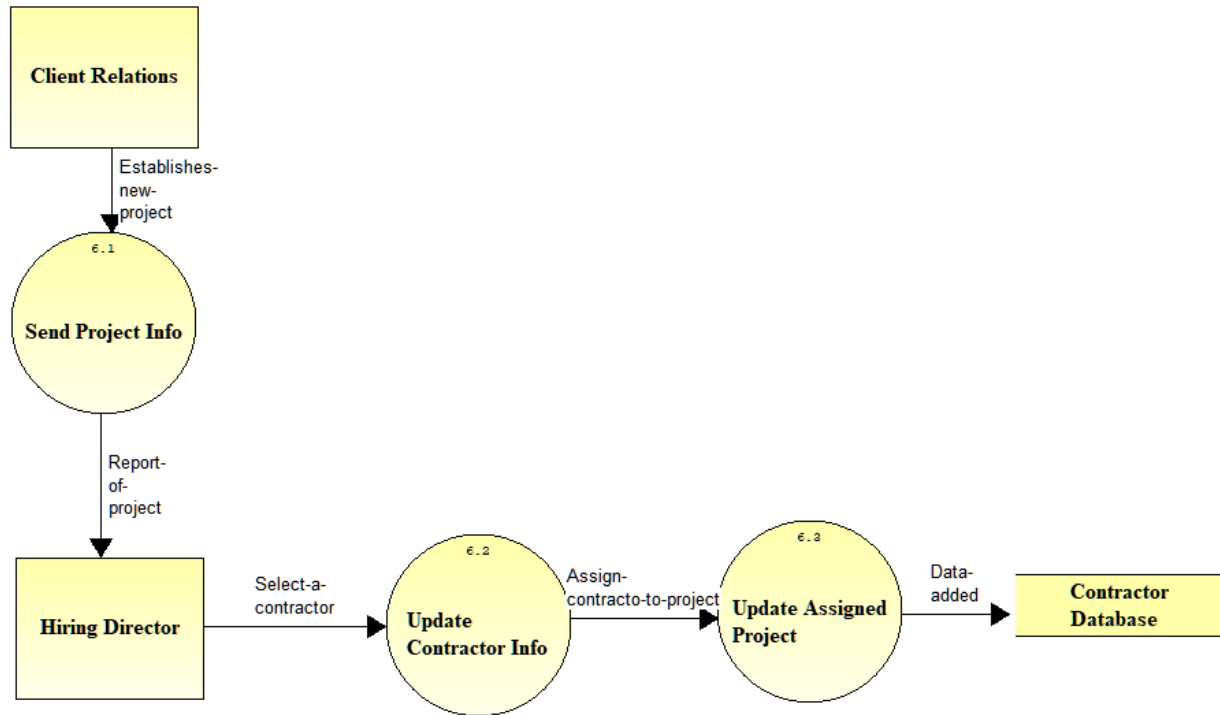 Client Relations
Establishes-
new-
project
6.1
Send Project Info
Report-
of-
project
Hiring Director
Select-a-
contractor
6.2
Update
Contractor Info
Assign-
contracto-to-project
6.3
Update Assigned
Project
Data-
added
Contractor
Database